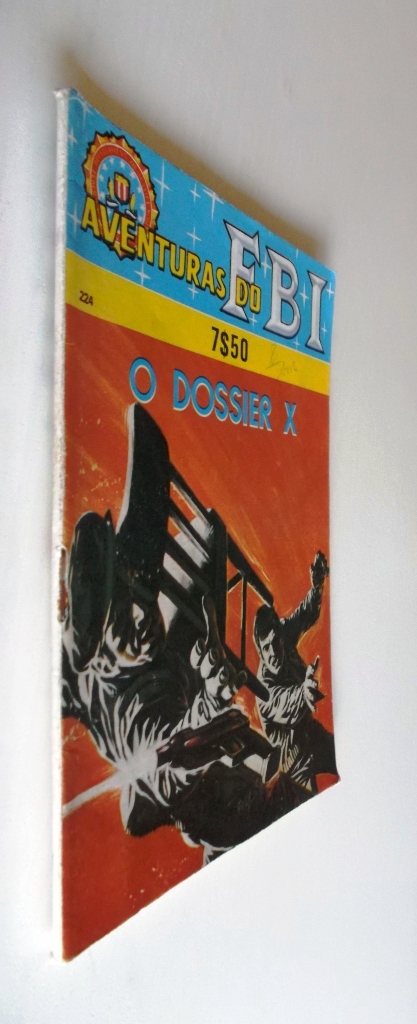 AVENTURAS DO
FBI
224
7$50
O DOSSIER X